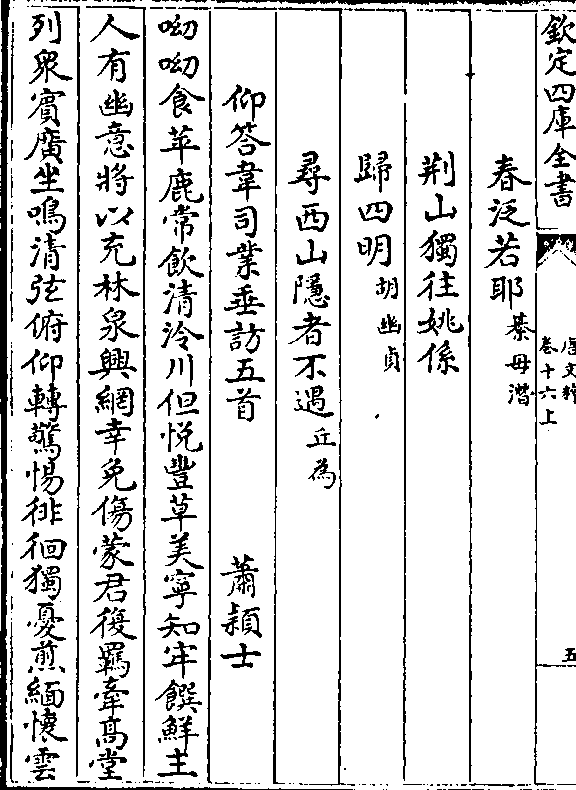 欽定四庫全書
唐文粹
卷十六上
五
春泛若耶 綦毋潛
荆山獨往姚係
歸四明 胡幽貞
尋西山隱者不遇 丘為
仰答韋司業垂訪五首 蕭頴士
呦呦食苹鹿常飲清泠川但悦豐草美寧知牢饌鮮主
人有幽意將以充林泉興網幸免傷蒙君復羈牽髙堂
列衆賓廣坐鳴清弦俯仰轉驚惕徘徊獨憂煎緬懷雲